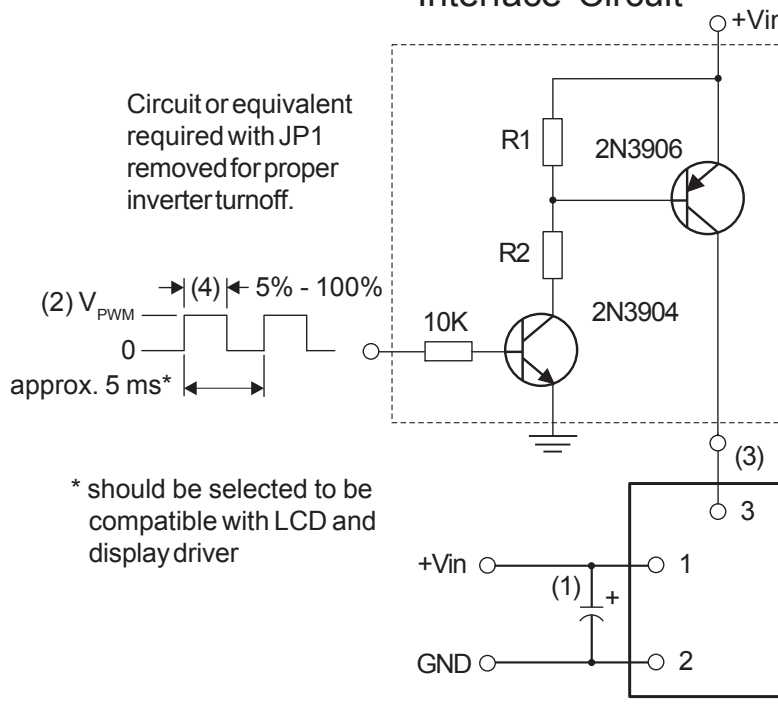 Interface Circuit
+Vin
Circuit or equivalent
required with JP1
removed for proper
inverter turnoff.
R1
2N3906
R2
(2) VPWM
(4)
5% - 100%
10K
2N3904
0
approx. 5 ms*
(3)
* should be selected to be
compatible with LCD and
display driver
3
+Vin
(1)
+
1
GND
2